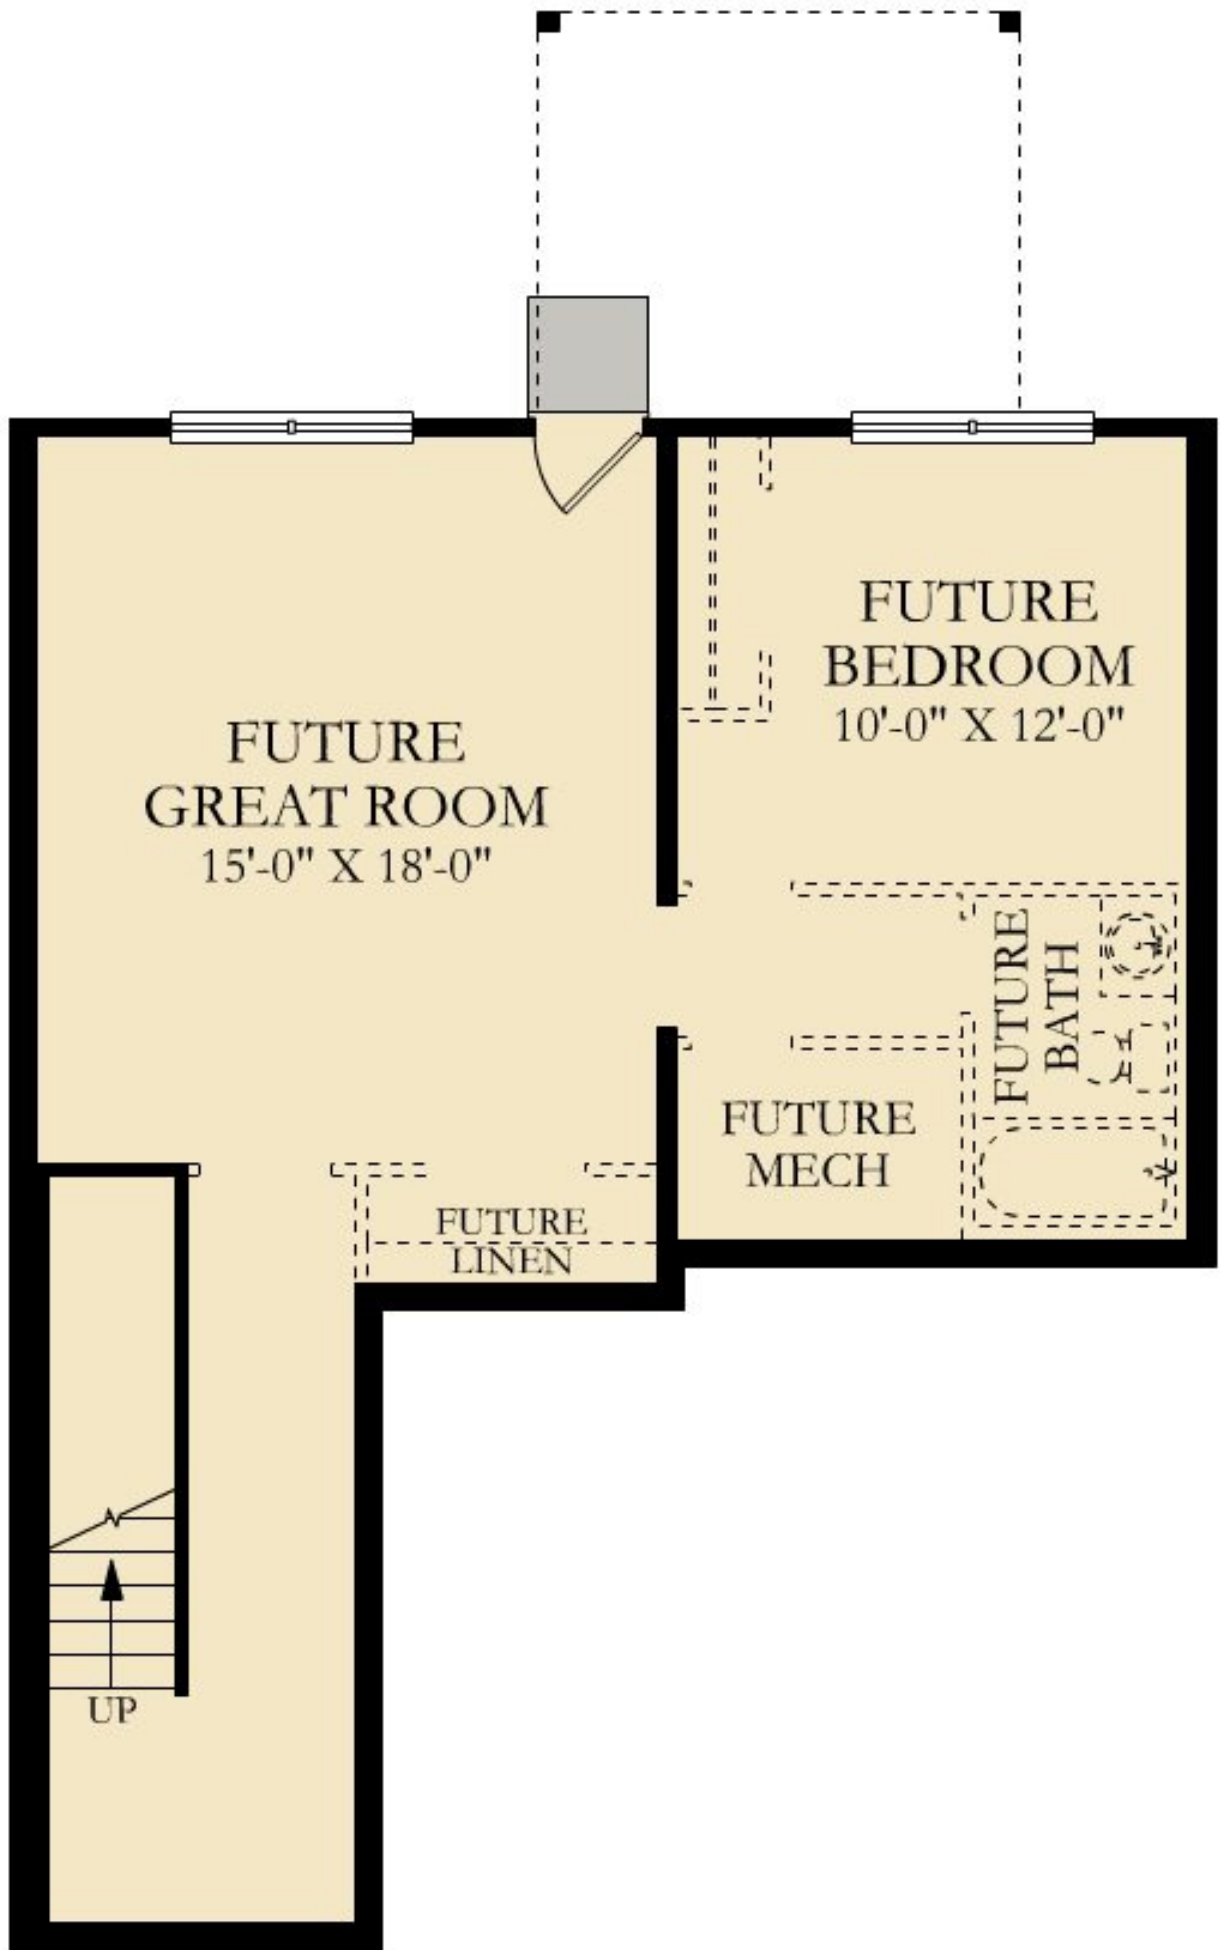 FUTURE
BEDROOM
10'-0" X 12'-0"
FUTURE
GREAT ROOM
15'-0" X 18'-0"
FUTURE
BATH
FUTURE
MECH
FUTURE
LINEN
UP